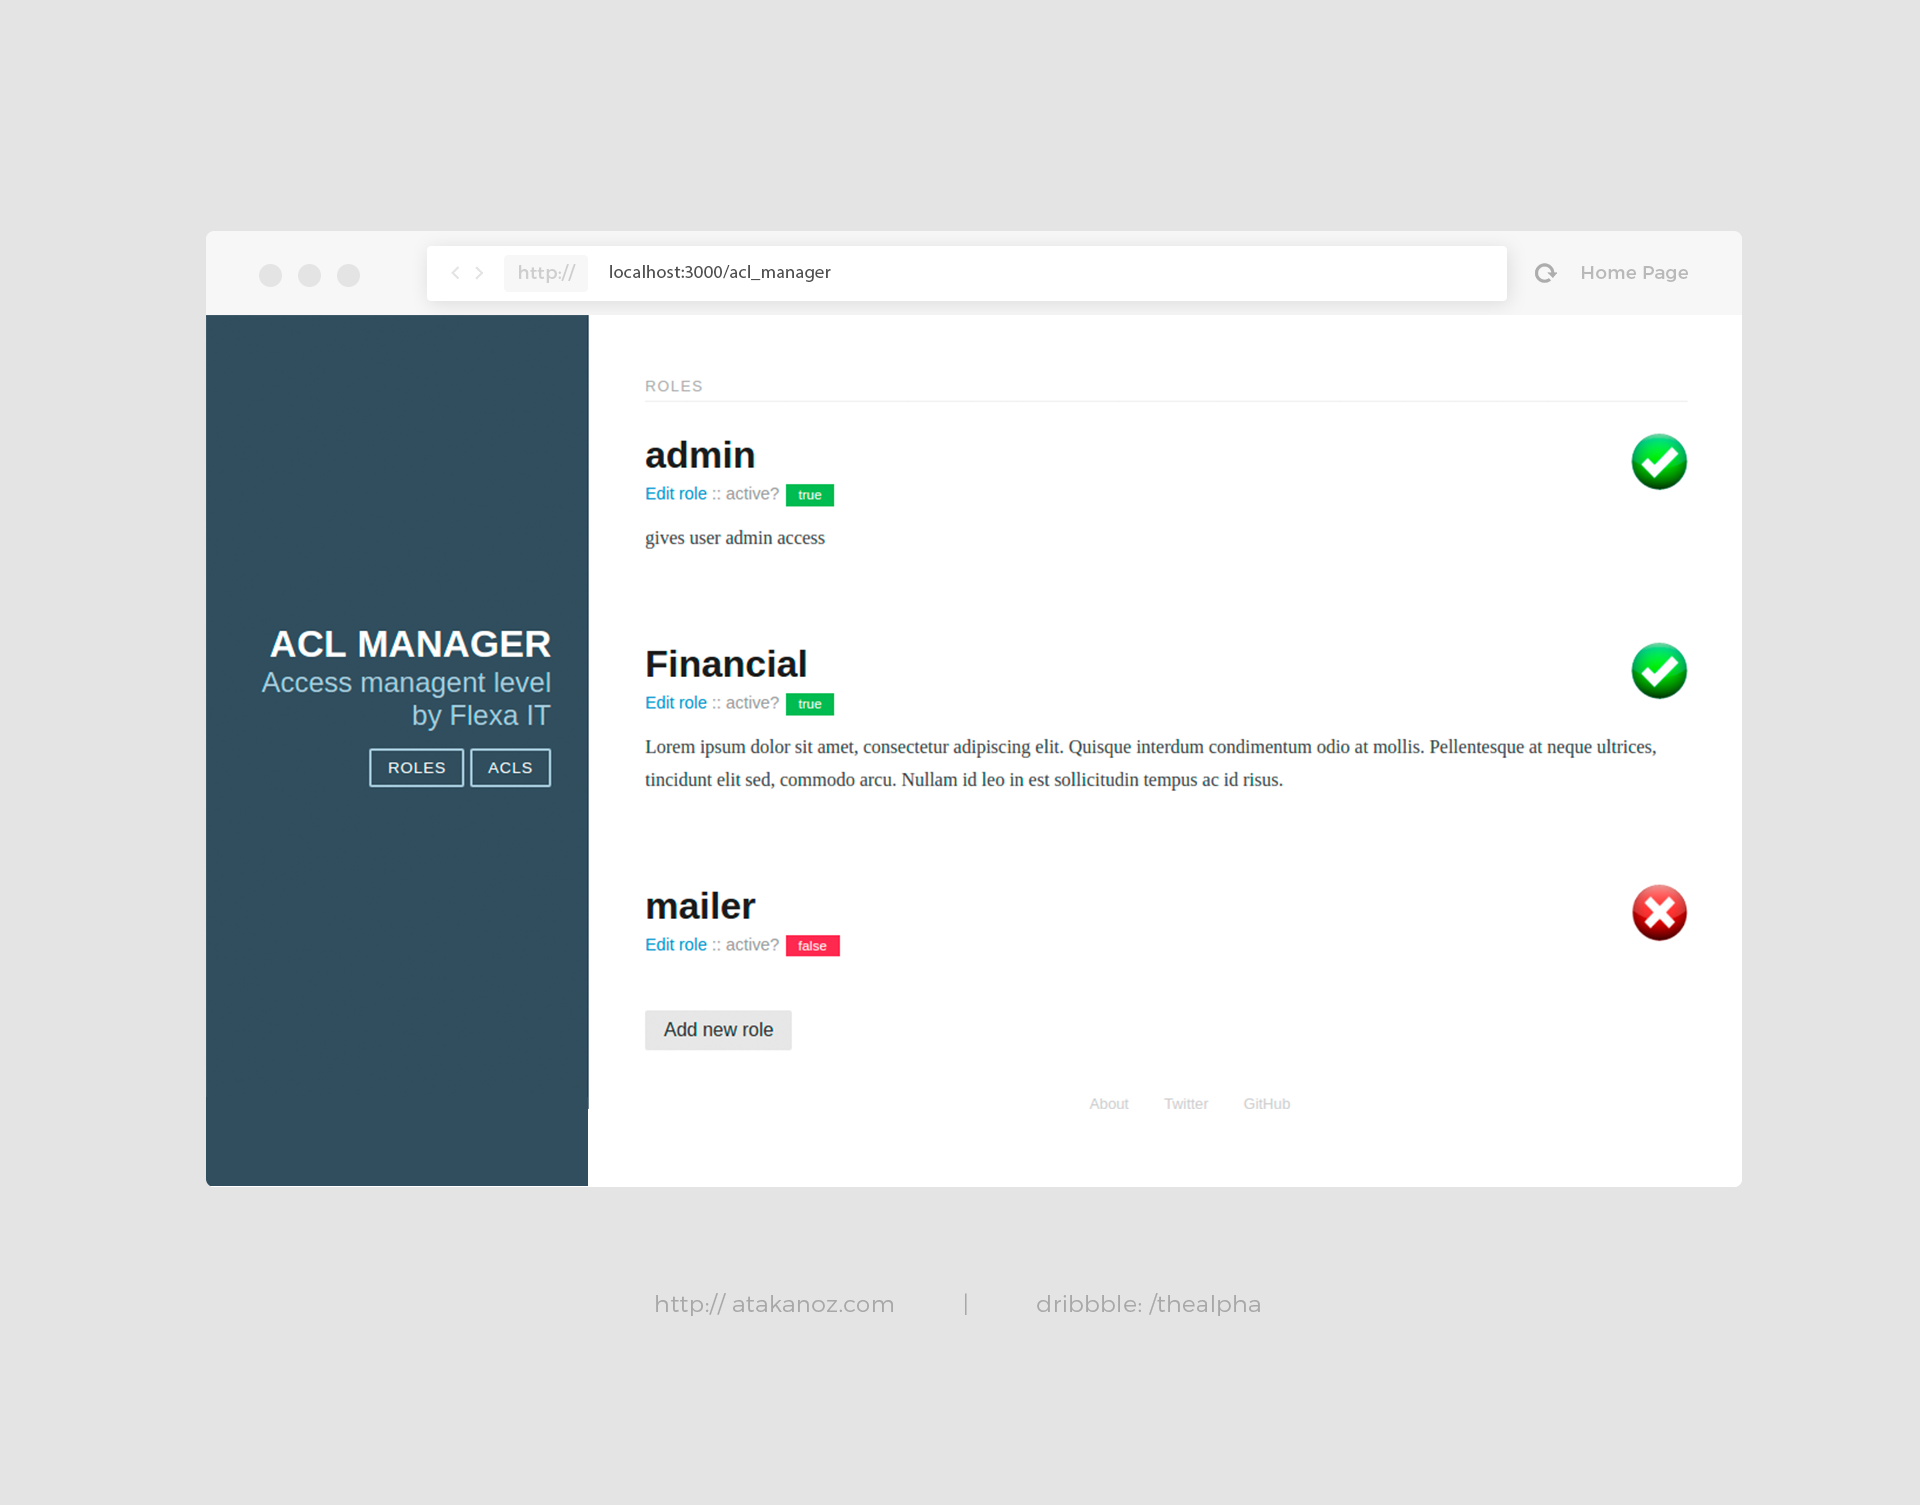 http://
localhost:3000/acl_manager
Home Page
ACL MANAGER
Access managent level
by Flexa IT
ROLES
ACLS
ROLES
admin
Edit role :: active? true
gives user admin access
Financial
Edit role :: active? true
Lorem ipsum dolor sit amet, consectetur adipiscing elit. Quisque interdum condimentum odio at mollis. Pellentesque at neque ultrices,
tincidunt elit sed, commodo arcu. Nullam id leo in est sollicitudin tempus ac id risus.
mailer
Edit role :: active? false
Add new role
About Twitter GitHub
http:// atakanoz.com | dribbble: /thealpha